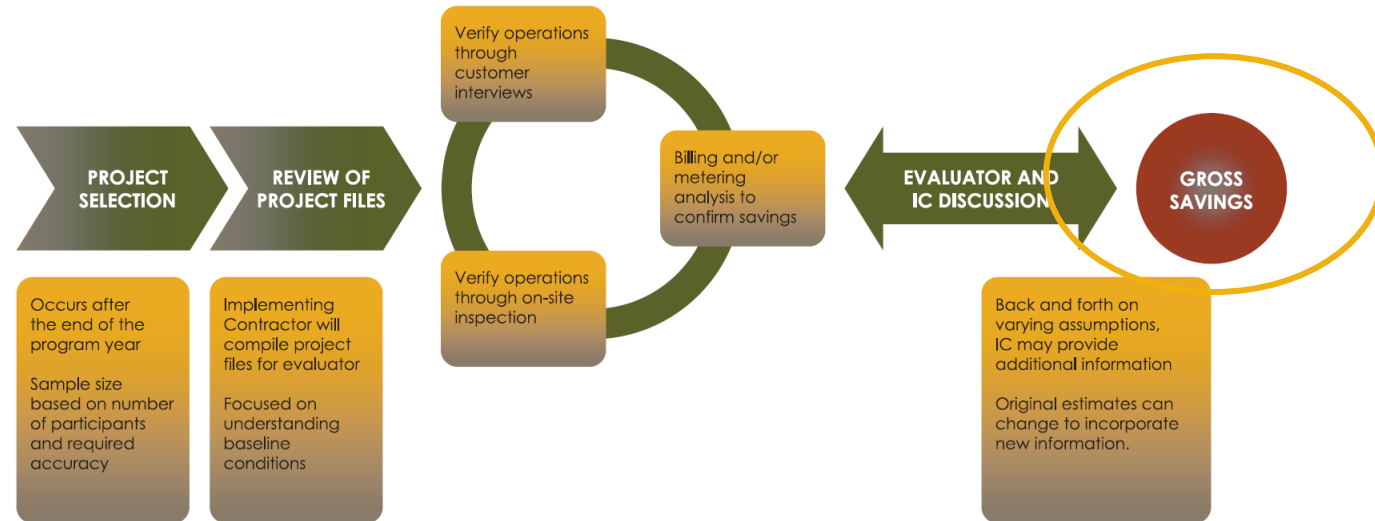 PROJECT
SELECTION
REVIEW OF
PROJECT FILES
Verify operations
through
customer
interviews
Billing and/or
metering
analysis to
confirm savings
Verify operations
through on-site
inspection
EVALUATOR AND
IC DISCUSSION
GROSS
SAVINGS
Occurs after
the end of the
program year
Sample size
based on number
of participants
and required
accuracy
Implementing
Contractor will
compile project
files for evaluator
Focused on
understanding
baseline
conditions
Back and forth on
varying assumptions,
IC may provide
additional information
Original estimates can
change to incorporate
new information.